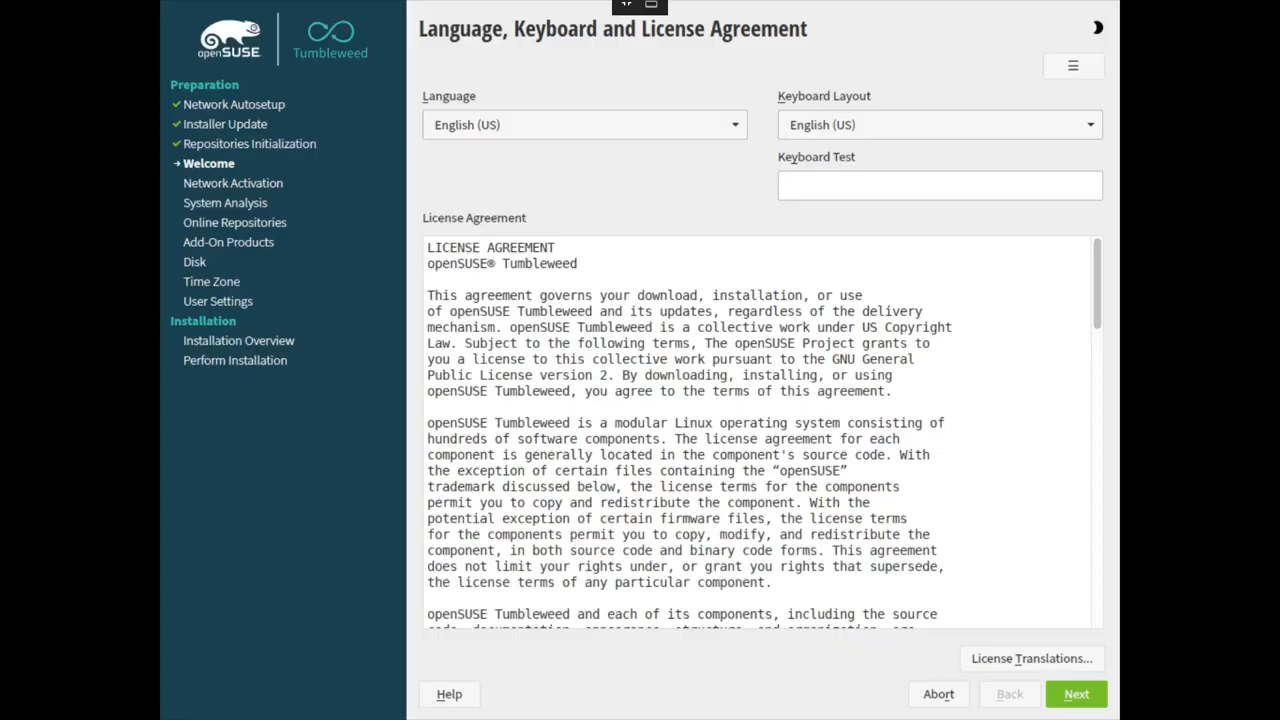 openSUSE
Tumbleweed
Preparation
Network Autosetup
Installer Update
Repositories Initialization
Welcome
Network Activation
System Analysis
Online Repositories
Add-On Products
Disk
Time Zone
User Settings
Installation
Installation Overview
Perform Installation
Language, Keyboard and License Agreement
Language
English (US)
Keyboard Layout
English (US)
Keyboard Test
License Agreement
LICENSE AGREEMENT
openSUSE® Tumbleweed
This agreement governs your download, installation, or use
of openSUSE Tumbleweed and its updates, regardless of the delivery
mechanism. openSUSE Tumbleweed is a collective work under US Copyright
Law. Subject to the following terms, The openSUSE Project grants to
you a license to this collective work pursuant to the GNU General
Public License version 2. By downloading, installing, or using
openSUSE Tumbleweed, you agree to the terms of this agreement.
openSUSE Tumbleweed is a modular Linux operating system consisting of
hundreds of software components. The license agreement for each
component is generally located in the component's source code. With
the exception of certain files containing the “openSUSE”
trademark discussed below, the license terms for the components
permit you to copy and redistribute the component. With the
potential exception of certain firmware files, the license terms
for the components permit you to copy, modify, and redistribute the
component, in both source code and binary code forms. This agreement
does not limit your rights under, or grant you rights that supersede,
the license terms of any particular component.
openSUSE Tumbleweed and each of its components, including the source
code, documentation, appearance, structure, and organization, are
License Translations...
Help
Abort
Back
Next